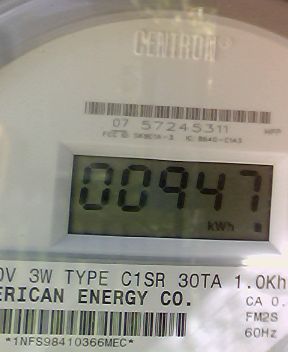 CENTRON®
07 57245311
00947
kWh
0V 3W TYPE C1SR 30TA 1.0Kh
ERICAN ENERGY CO.
CA 0.
FM2S
60Hz
*1NFS98410366MEC*